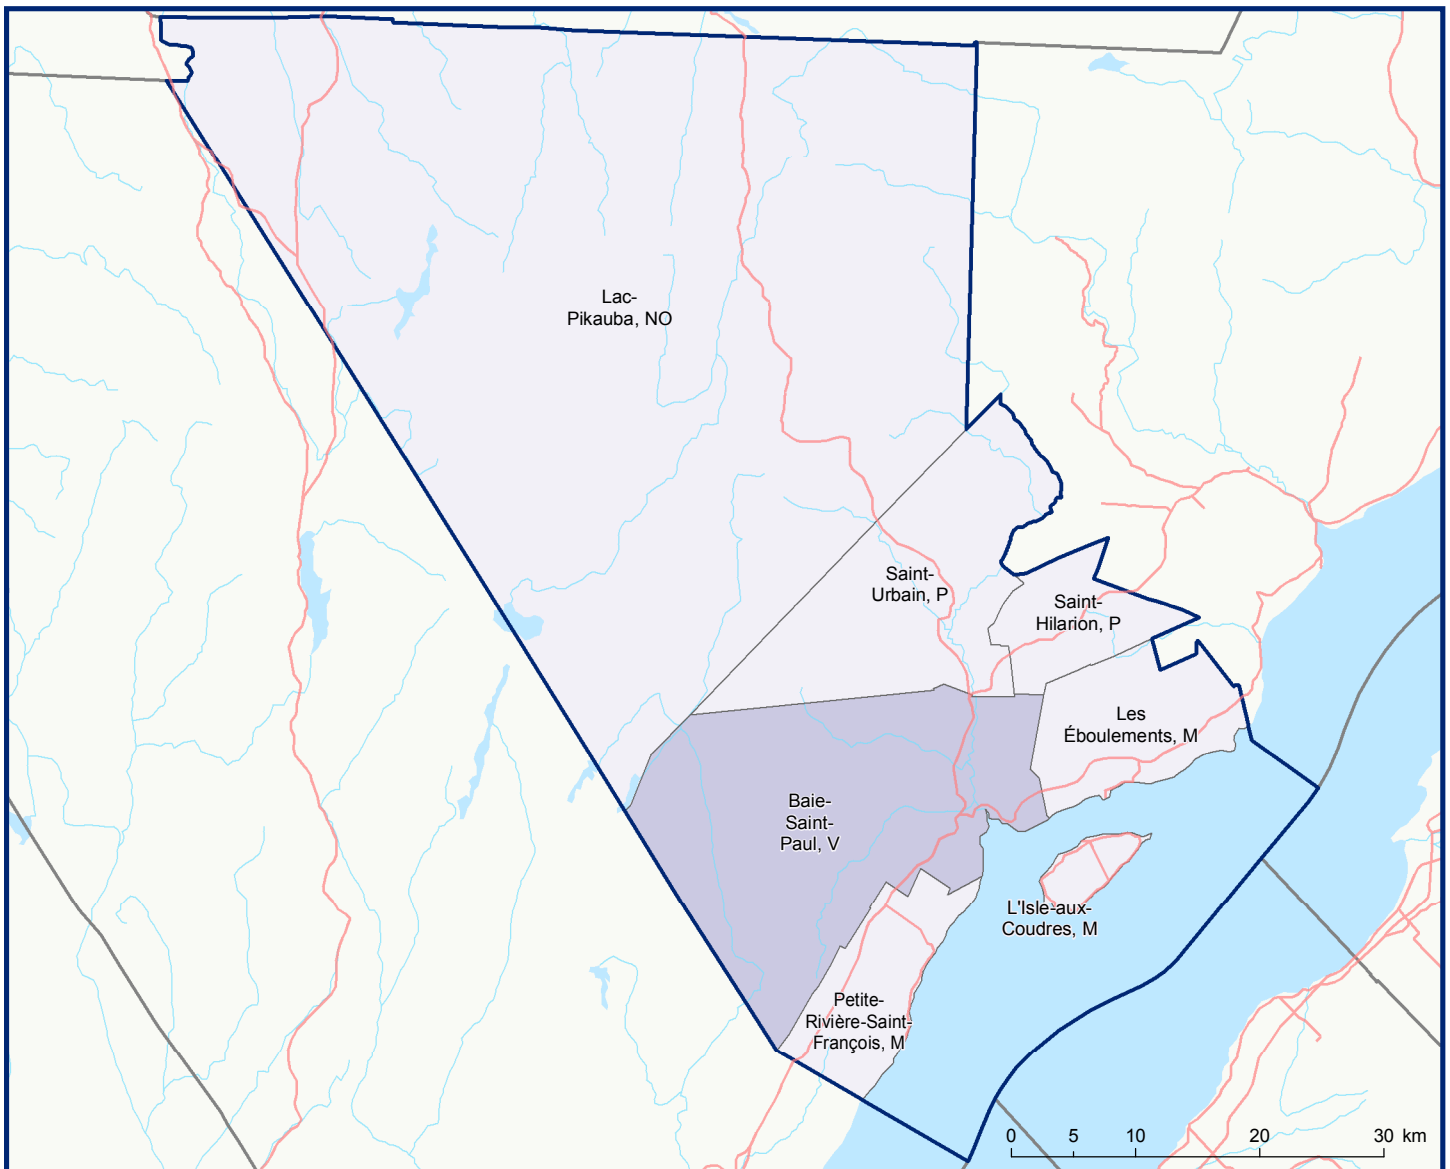 Lac-
Pikauba, NO
Saint-
Urbain, P
Saint-
Hilarion, P
Les
Éboulements, M
Baie-
Saint-
Paul, V
L'Isle-aux-
Coudres, M
Petite-
Rivière-Saint-
François, M
0 5 10 20 30 km